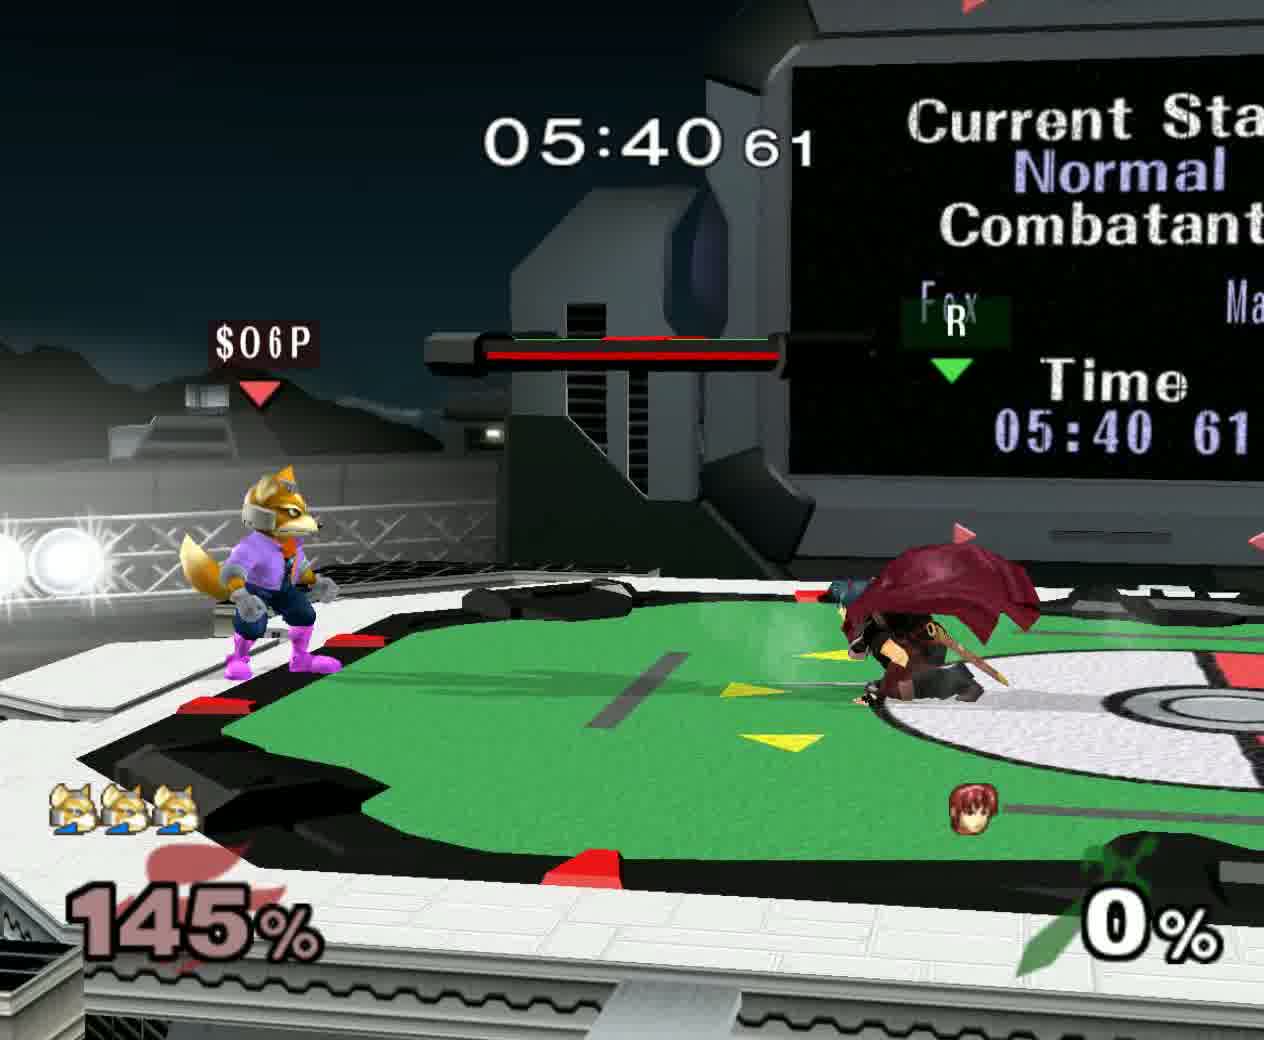 05:40 61
Current Sta
Normal
Combatant
Fox
Ma
R
$06P
Time
05:40 61
145%
0%